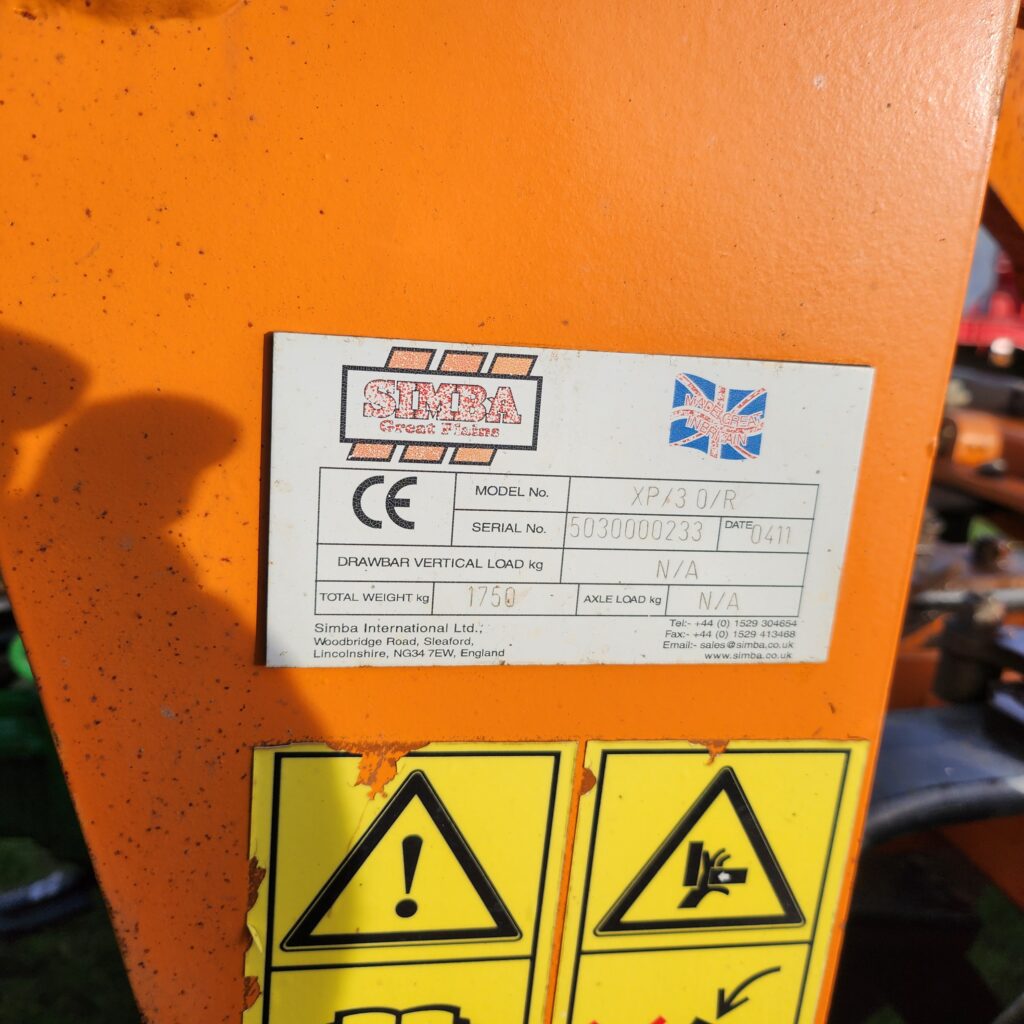 SIMBA
Great Plains
MADE GREAT
IN BRITAIN
CE
MODEL No. XP/3 0/R
SERIAL No. 5030000233 DATE 0411
DRAWBAR VERTICAL LOAD kg N/A
TOTAL WEIGHT kg 1750 AXLE LOAD kg N/A
Simba International Ltd.,
Woodbridge Road, Sleaford,
Lincolnshire, NG34 7EW, England
Tel:- +44 (0) 1529 304654
Fax:- +44 (0) 1529 413468
Email:- sales@simba.co.uk
www.simba.co.uk
!